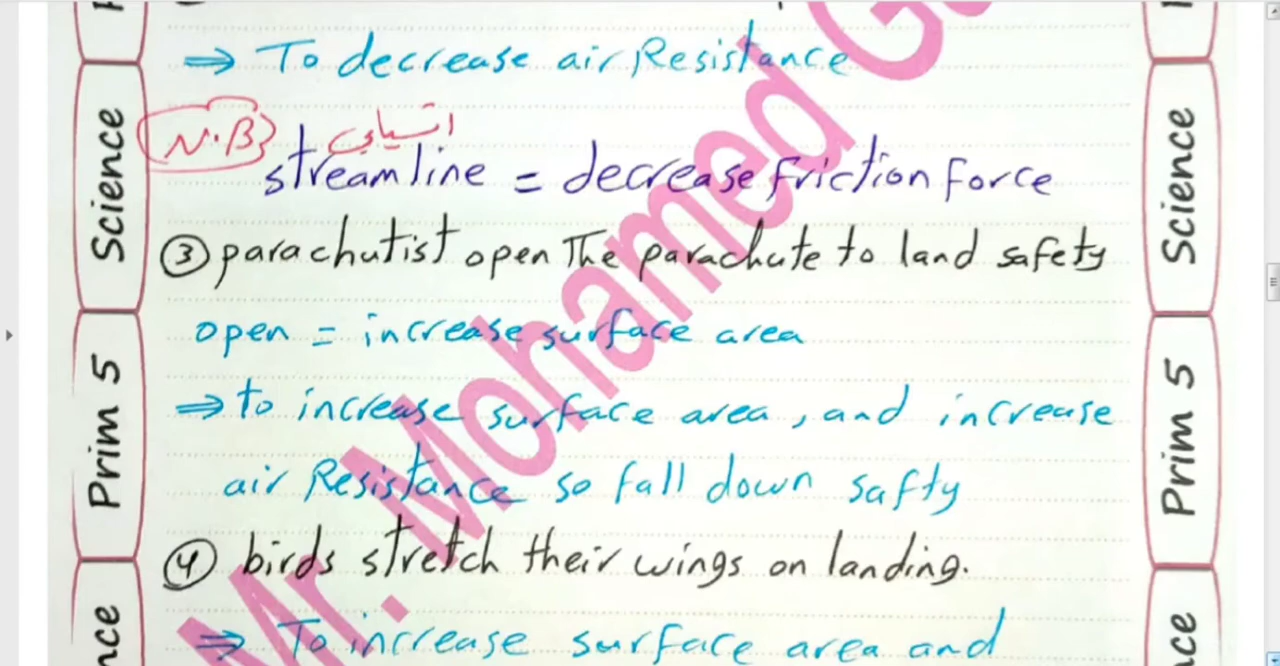 ⇒ To decrease air Resistance
N.B
انسيابي
streamline = decrease friction force
③ parachutist open The parachute to land safety
open = increase surface area
⇒ to increase surface area, and increase
air Resistance so fall down safty
④ birds stretch their wings on landing.
⇒ To increase surface area and
Science
Prim 5
nce
Science
Prim 5
ce
Mr. Mohamed G